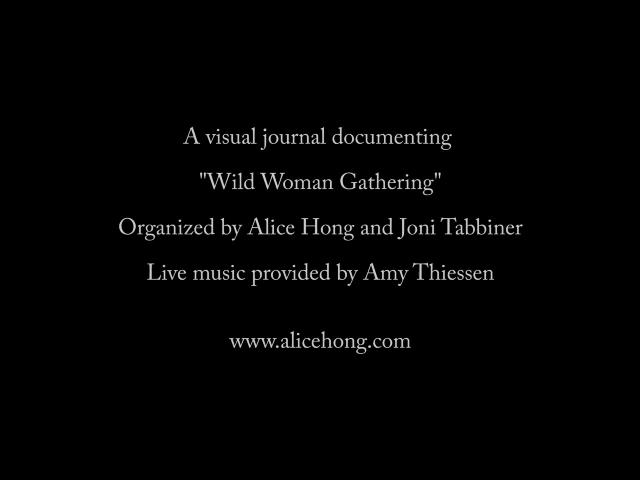 A visual journal documenting
"Wild Woman Gathering"
Organized by Alice Hong and Joni Tabbiner
Live music provided by Amy Thiessen
www.alicehong.com